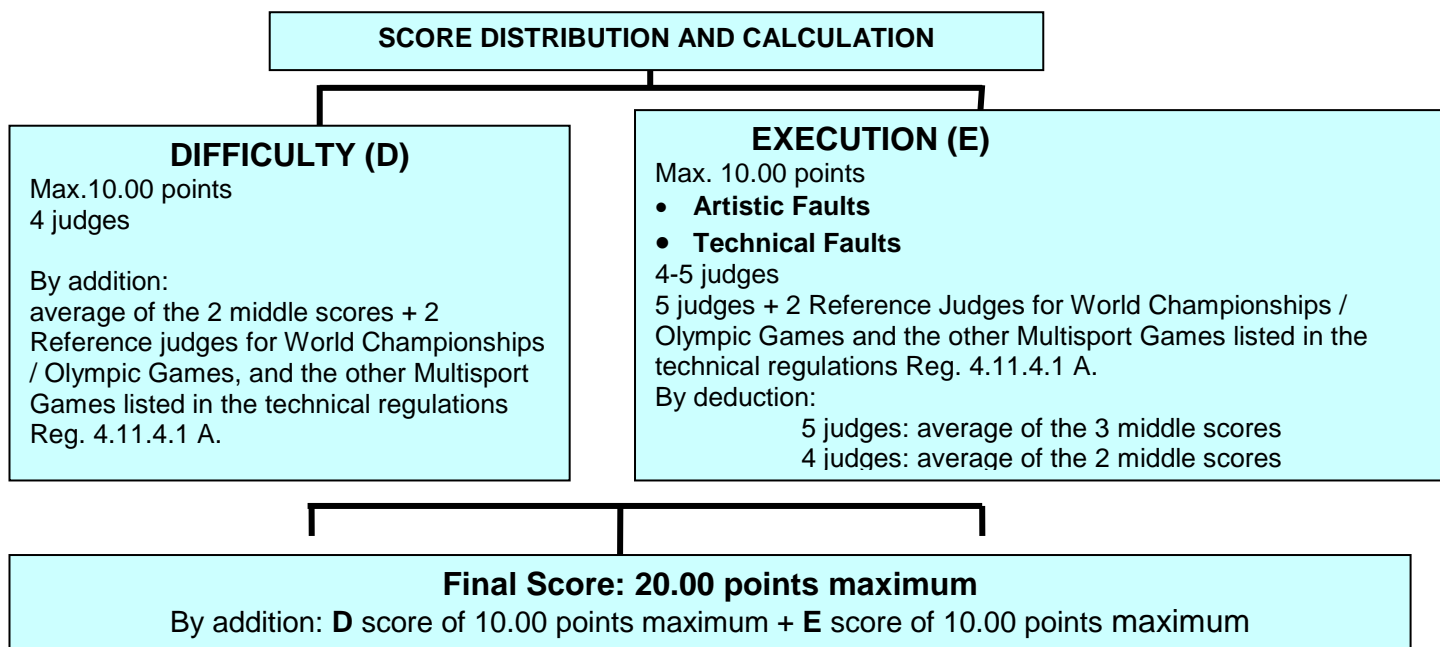 SCORE DISTRIBUTION AND CALCULATION
DIFFICULTY (D)
Max.10.00 points
4 judges
By addition:
average of the 2 middle scores + 2
Reference judges for World Championships
/ Olympic Games, and the other Multisport
Games listed in the technical regulations
Reg. 4.11.4.1 A.
EXECUTION (E)
Max. 10.00 points
• Artistic Faults
• Technical Faults
4-5 judges
5 judges + 2 Reference Judges for World Championships /
Olympic Games and the other Multisport Games listed in the
technical regulations Reg. 4.11.4.1 A.
By deduction:
5 judges: average of the 3 middle scores
4 judges: average of the 2 middle scores
Final Score: 20.00 points maximum
By addition: D score of 10.00 points maximum + E score of 10.00 points maximum